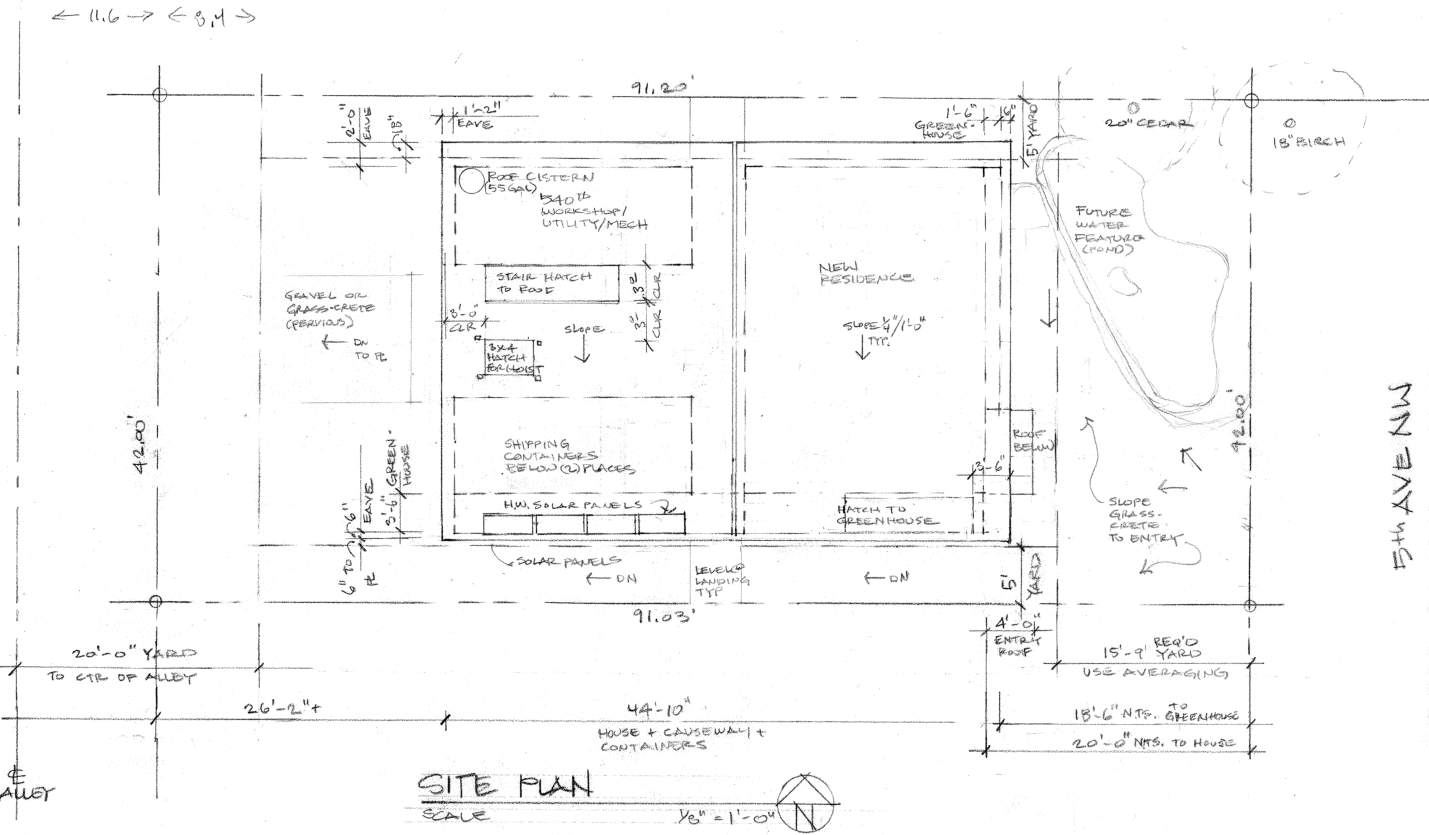 ← 11.6 → ← 8.4 →
91.20'
2'-0"
EAVE
18"
1'-2"
EAVE
1'-6"
GREEN-
HOUSE
6"
5' YARD
20" CEDAR
18" BIRCH
ROOF CISTERN
(55 GAL)
WORKSHOP/
UTILITY/MECH
STAIR HATCH
TO ROOF
3'-0"
CLR
3'
CLR
CLR
SLOPE
3X4
HATCH
FOR HOIST
GRAVEL OR
GRASS-CRETE
(PERVIOUS)
← DN
TO PL
NEW
RESIDENCE
SLOPE 1/4"/1'-0"
TYP.
FUTURE
WATER
FEATURE
(POND)
42.00'
42.00'
5TH AVE NW
SHIPPING
CONTAINERS
BELOW (2) PLACES
H.W. SOLAR PANELS
HATCH TO
GREENHOUSE
ROOF
BELOW
3'-6"
3'-6" GREEN-
HOUSE
EAVE
6" TO
PL
SLOPE
GRASS-
CRETE
TO ENTRY
SOLAR PANELS
← DN
LEVEL
LANDING
TYP
← DN
5'
YARD
91.03'
4'-0"
ENTRY
ROOF
20'-0" YARD
TO CTR OF ALLEY
15'-9" REQ'D
YARD
USE AVERAGING
26'-2"+
44'-10"
HOUSE + CAUSEWAY +
CONTAINERS
18'-6" NTS. TO
GREENHOUSE
20'-0" NTS. TO HOUSE
CL
ALLEY
SITE PLAN
SCALE
1/8" = 1'-0"
N